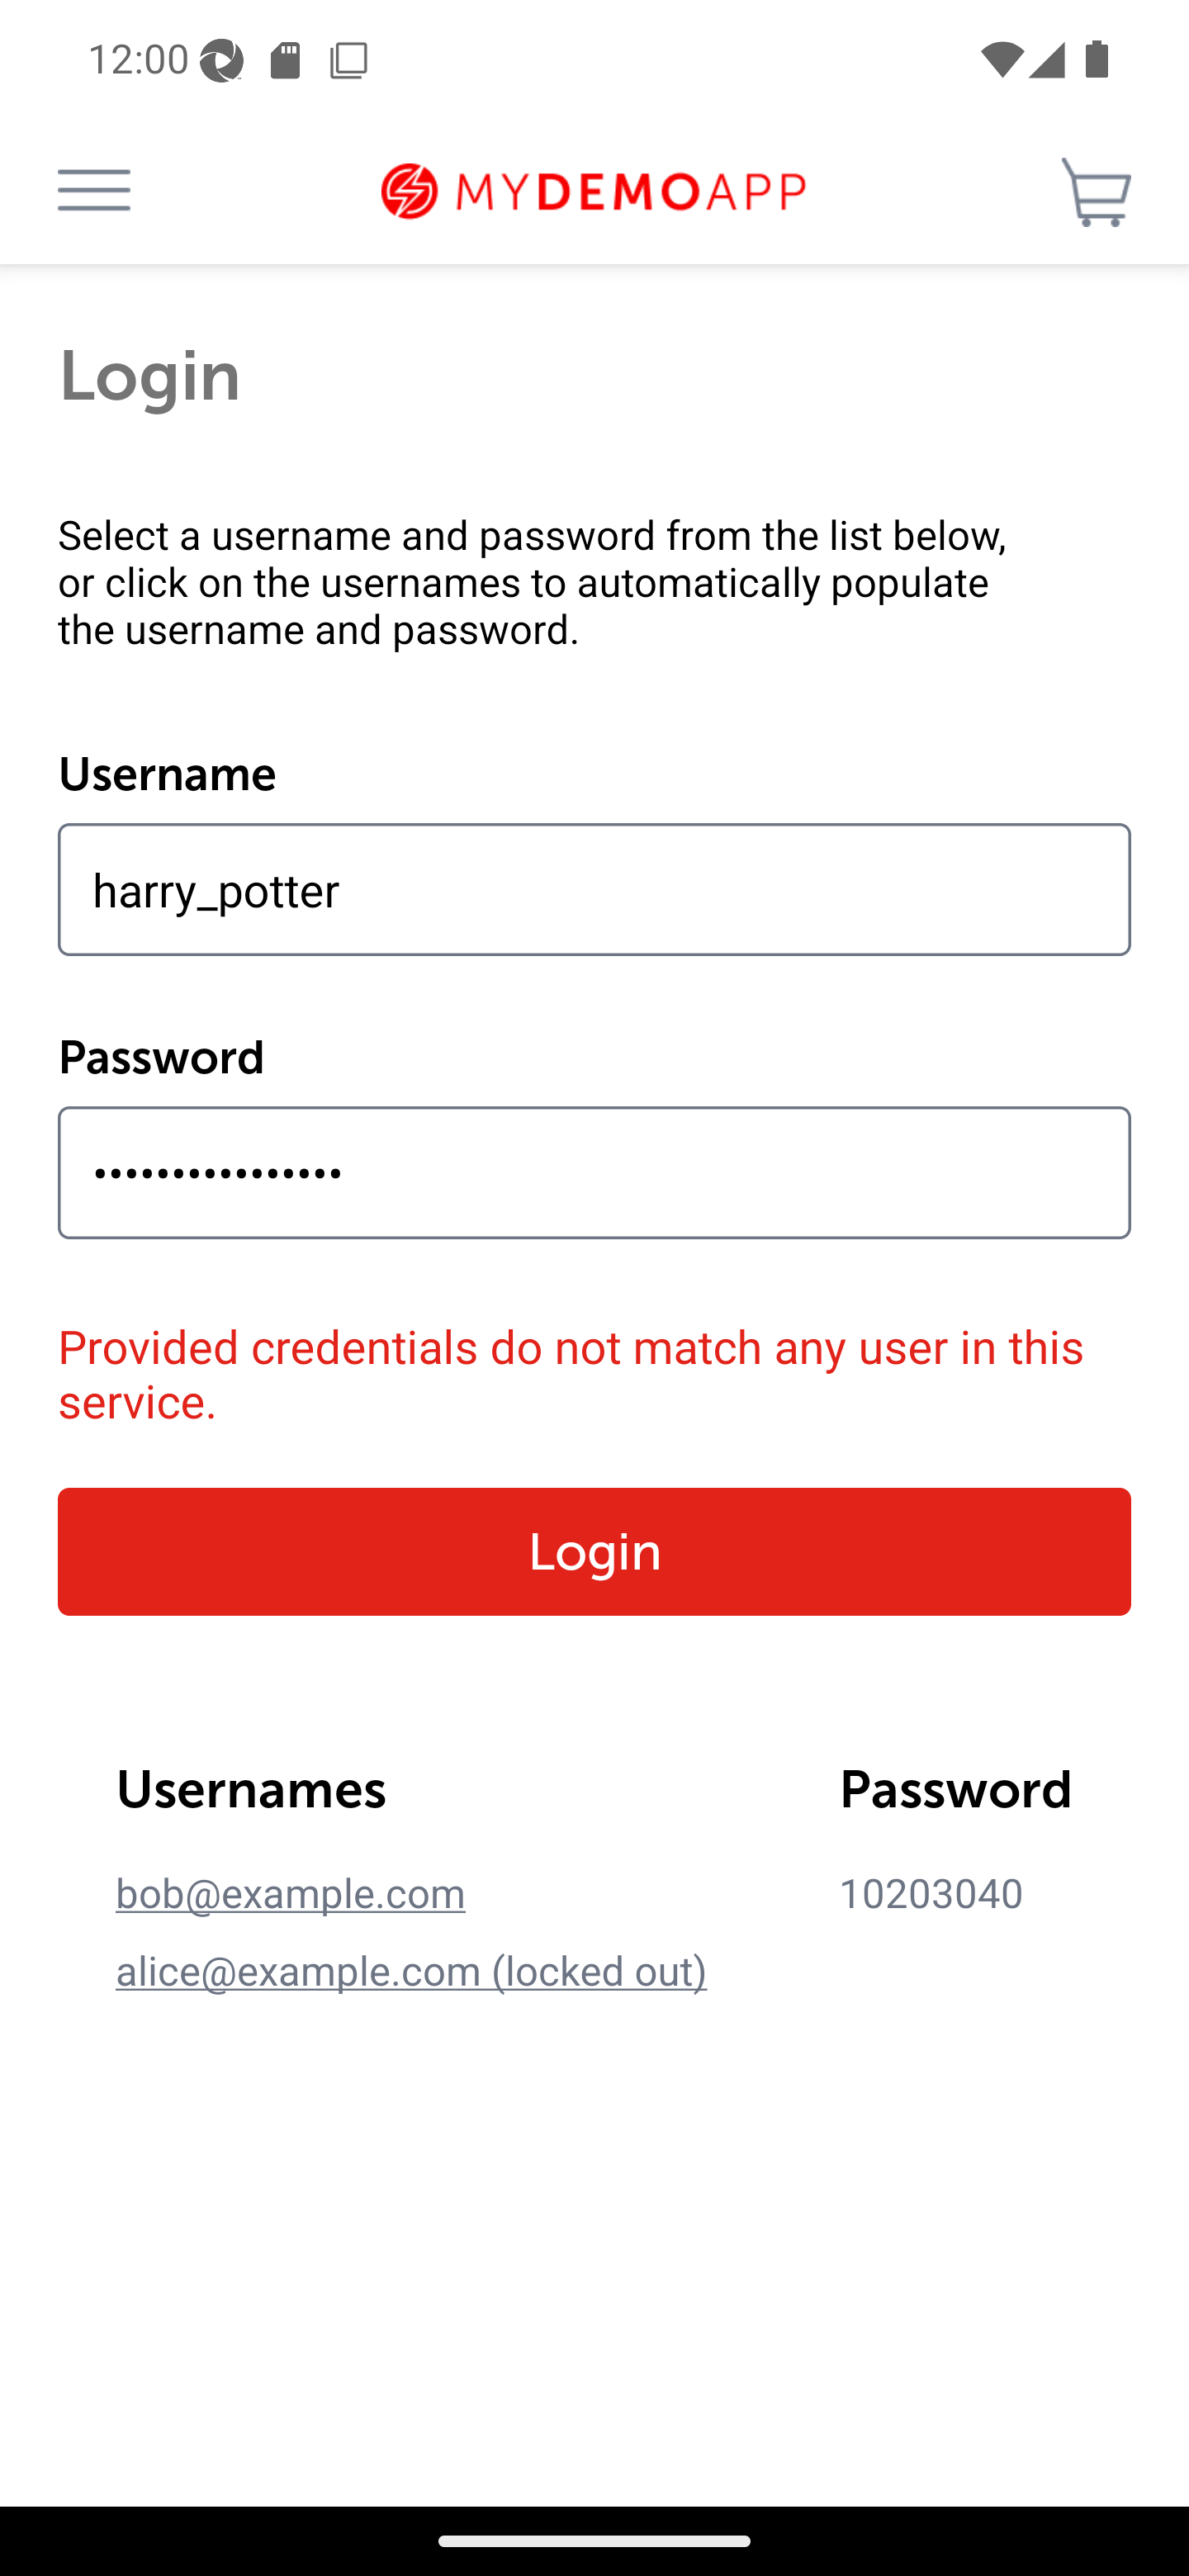 12:00
MYDEMOAPP
Login
Select a username and password from the list below,
or click on the usernames to automatically populate
the username and password.
Username
harry_potter
Password
••••••••••••••••
Provided credentials do not match any user in this
service.
Login
Usernames Password
bob@example.com 10203040
alice@example.com (locked out)